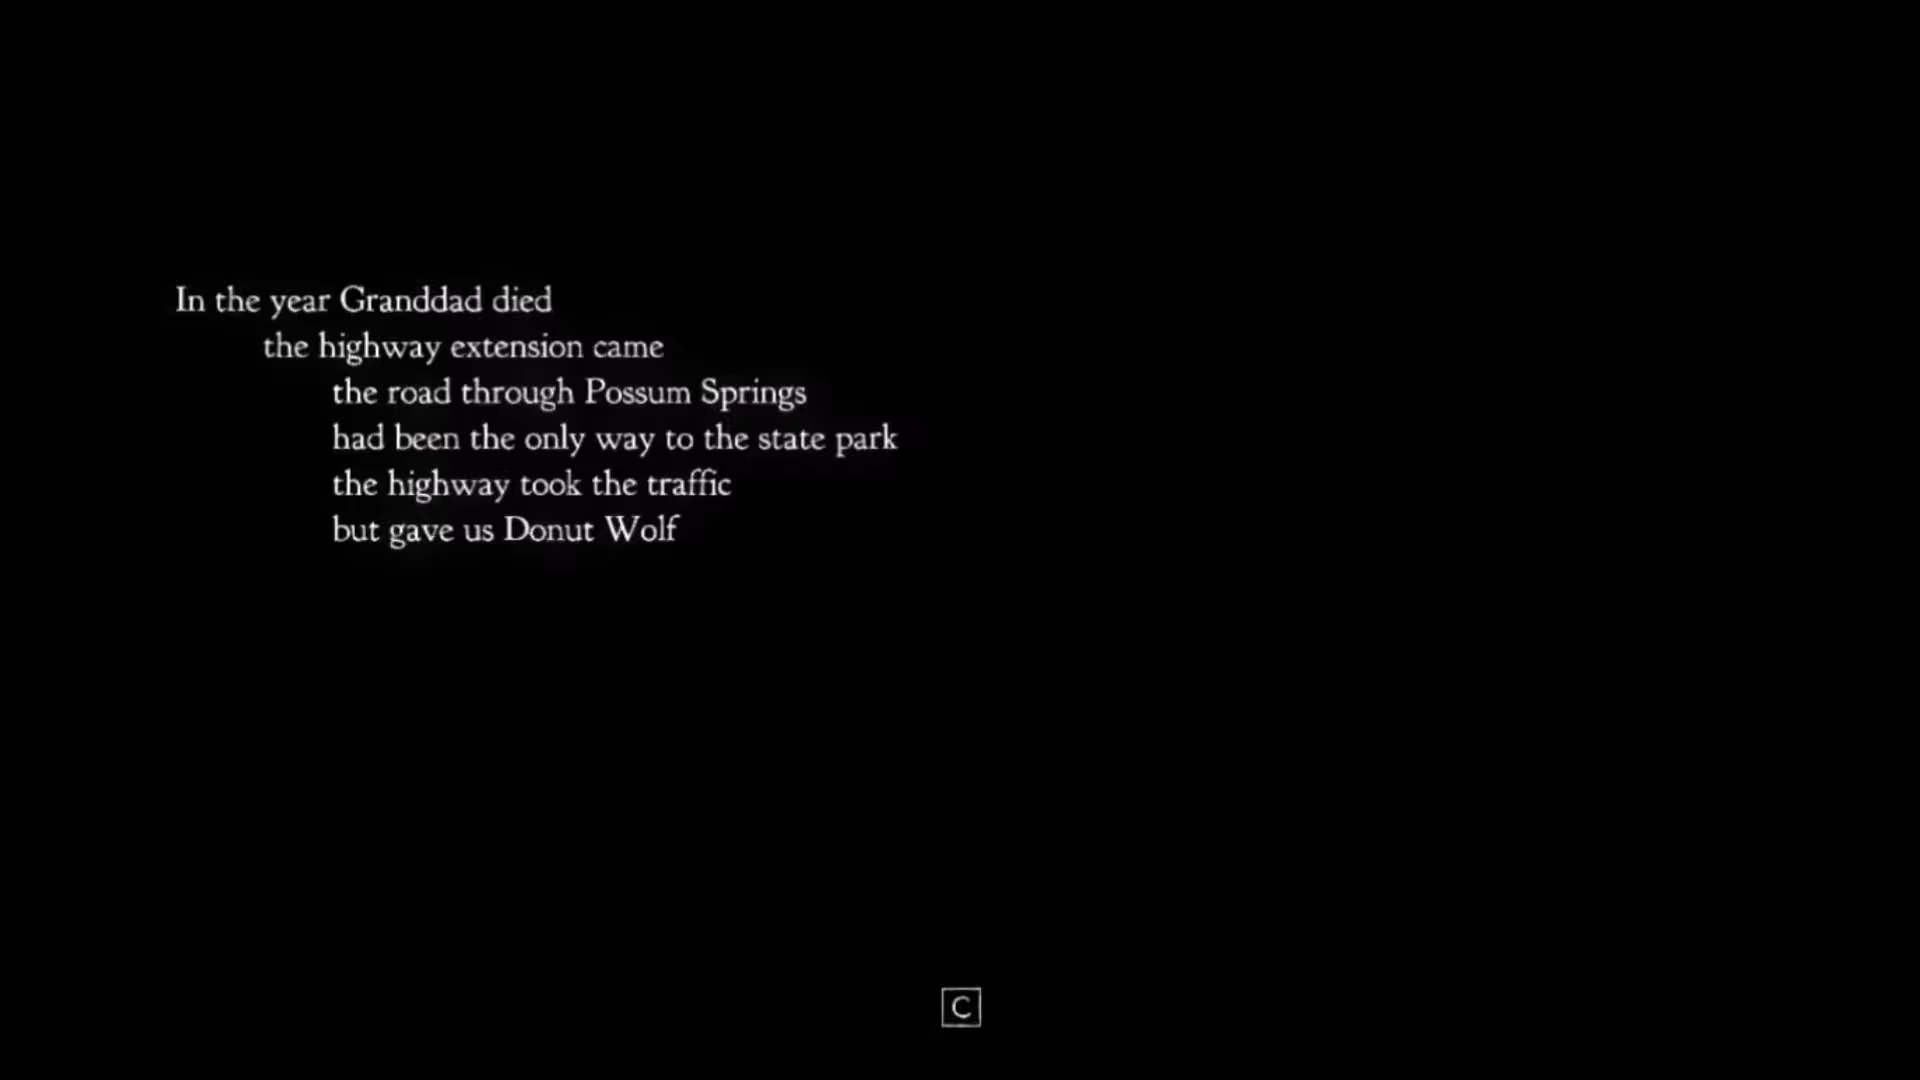 In the year Granddad died
the highway extension came
the road through Possum Springs
had been the only way to the state park
the highway took the traffic
but gave us Donut Wolf
C